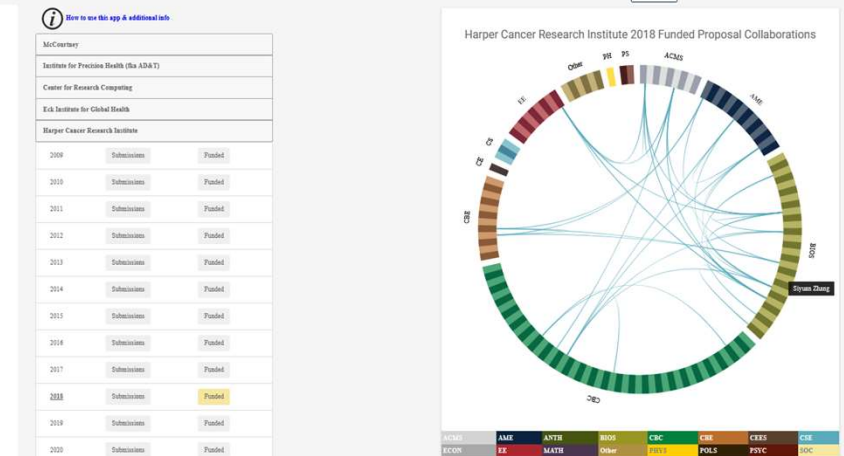 How to use this app & additional info
McCourtney
Institute for Precision Health (fka AD&T)
Center for Research Computing
Eck Institute for Global Health
Harper Cancer Research Institute
2009 Submissions Funded
2010 Submissions Funded
2011 Submissions Funded
2012 Submissions Funded
2013 Submissions Funded
2014 Submissions Funded
2015 Submissions Funded
2016 Submissions Funded
2017 Submissions Funded
2018 Submissions Funded
2019 Submissions Funded
2020 Submissions Funded
Harper Cancer Research Institute 2018 Funded Proposal Collaborations
ACMS
AME
BIOS
Siyuan Zhang
CBC
CBE
CE
CS
EE
Other
PH
PS
ACMS AME ANTH BIOS CBC CBE CEES CSE
ECON EE MATH Other PHYS POLS PSYC SOC